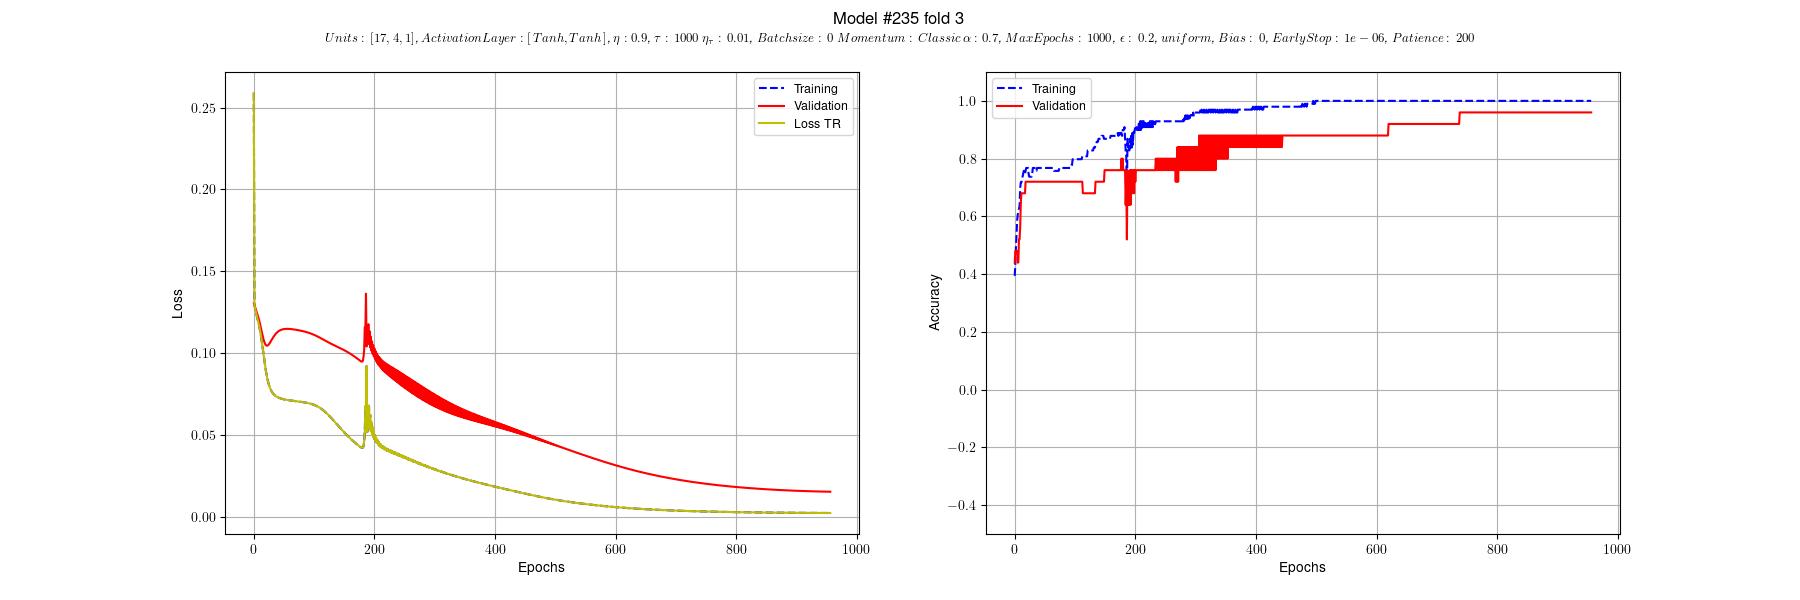 Model #235 fold 3
Units : [17, 4, 1], ActivationLayer : [Tanh, Tanh], η : 0.9, τ : 1000 η_τ : 0.01, Batchsize : 0 Momentum : Classic α : 0.7, MaxEpochs : 1000, ϵ : 0.2, uniform, Bias : 0, EarlyStop : 1e − 06, Patience : 200
Training
Validation
Loss TR
0.25
0.20
0.15
0.10
0.05
0.00
Loss
0 200 400 600 800 1000
Epochs
Training
Validation
1.0
0.8
0.6
0.4
0.2
0.0
−0.2
−0.4
Accuracy
0 200 400 600 800 1000
Epochs